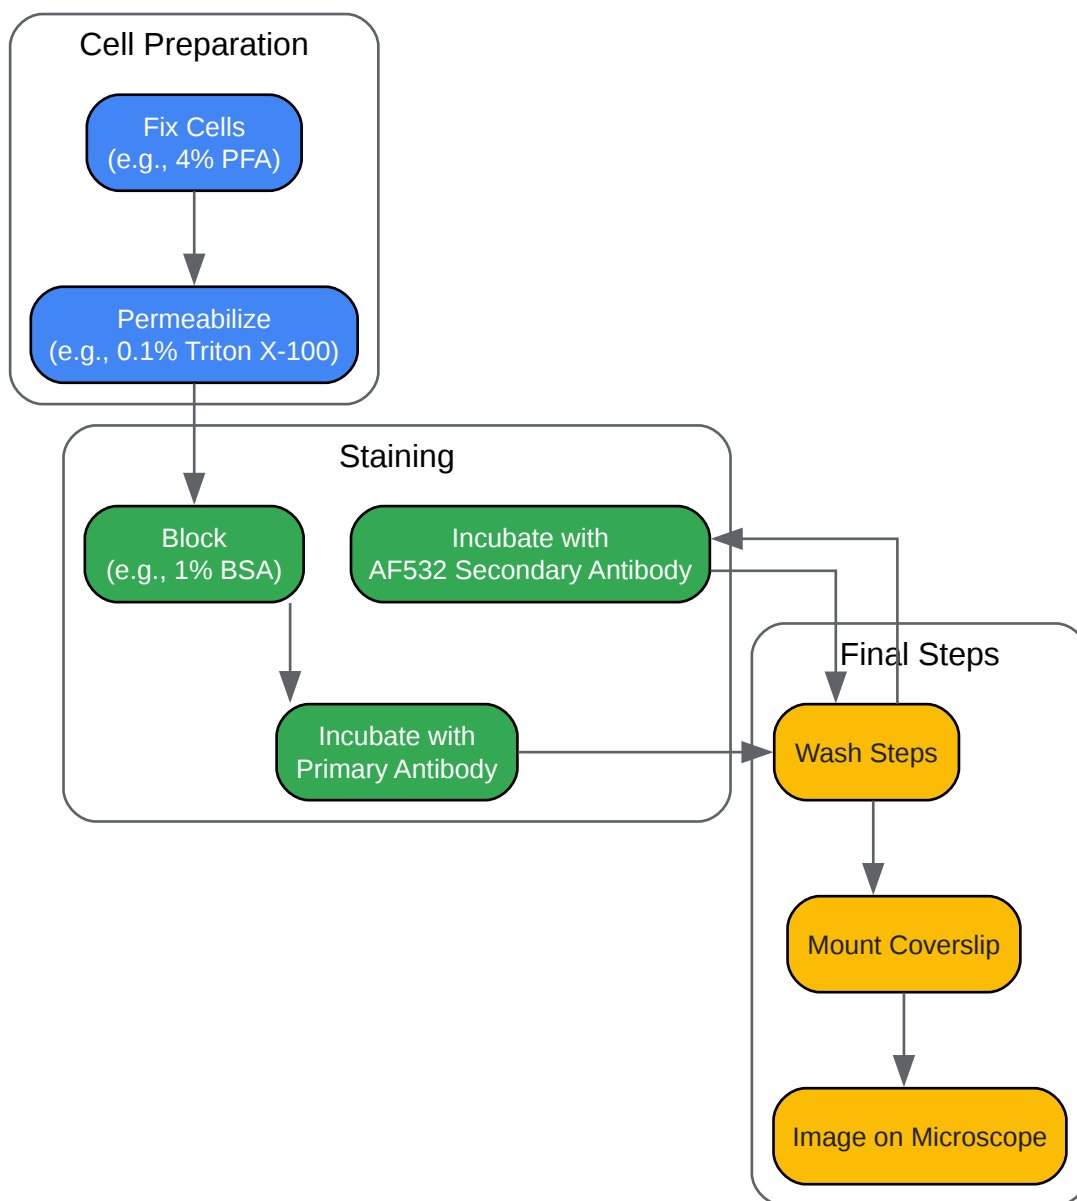 Cell Preparation
Fix Cells
(e.g., 4% PFA)
Permeabilize
(e.g., 0.1% Triton X-100)
Staining
Block
(e.g., 1% BSA)
Incubate with
AF532 Secondary Antibody
Incubate with
Primary Antibody
Final Steps
Wash Steps
Mount Coverslip
Image on Microscope